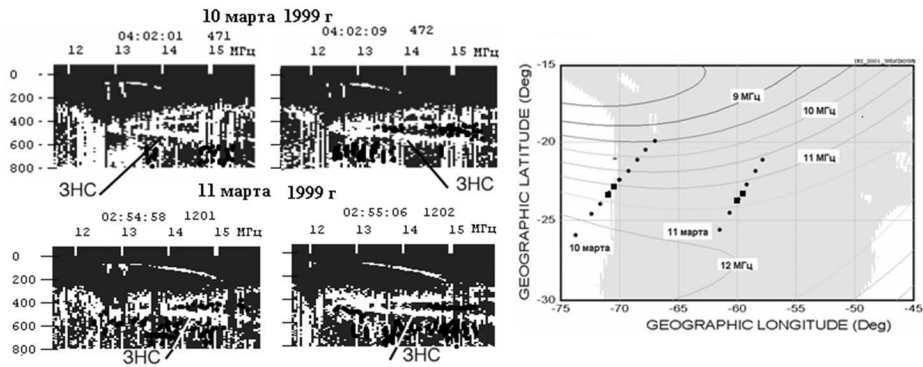 10 марта 1999 г
04:02:01 471
04:02:09 472
12 13 14 15 МГц
12 13 14 15 МГц
0
200
400
600
800
ЗНС
ЗНС
11 марта 1999 г
02:54:58 1201
02:55:06 1202
МГц 12 13 14 15
12 13 14 15 МГц
0
200
400
600
800
ЗНС
ЗНС
IRI_2001_WINDOWS
GEOGRAPHIC LATITUDE (Deg)
-15
-20
-25
-30
9 МГц
10 МГц
11 МГц
12 МГц
10 марта
11 марта
-75 -70 -65 -60 -55 -50 -45
GEOGRAPHIC LONGITUDE (Deg)